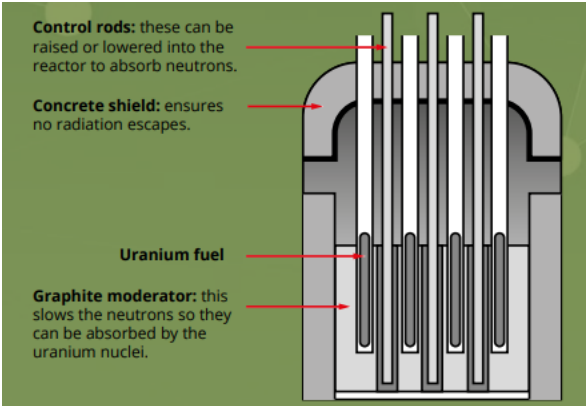 Control rods: these can be
raised or lowered into the
reactor to absorb neutrons.
Concrete shield: ensures
no radiation escapes.
Uranium fuel
Graphite moderator: this
slows the neutrons so they
can be absorbed by the
uranium nuclei.